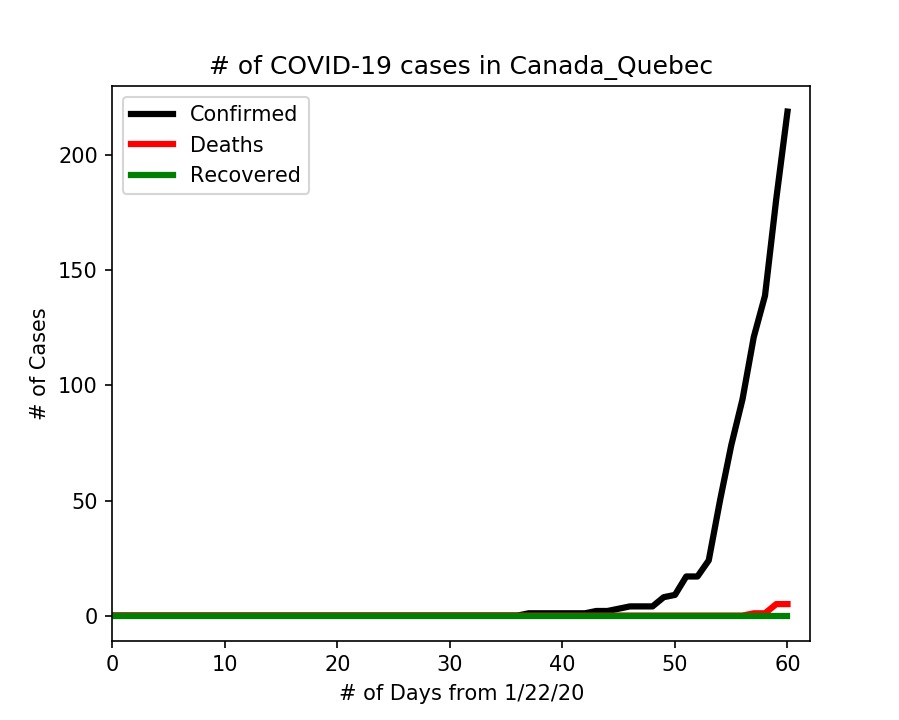 # of COVID-19 cases in Canada_Quebec
Confirmed
Deaths
Recovered
# of Cases
200
150
100
50
0
0 10 20 30 40 50 60
# of Days from 1/22/20